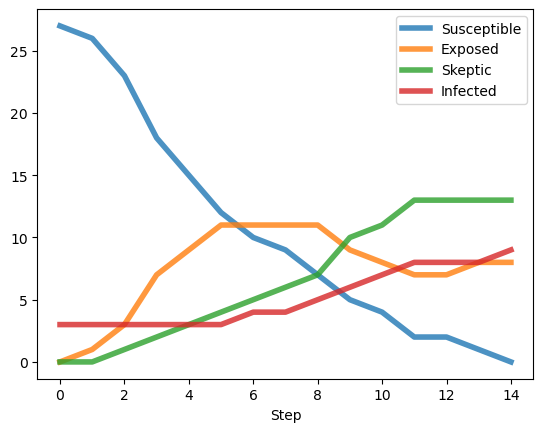 Susceptible
Exposed
Skeptic
Infected
25
20
15
10
5
0
0 2 4 6 8 10 12 14
Step